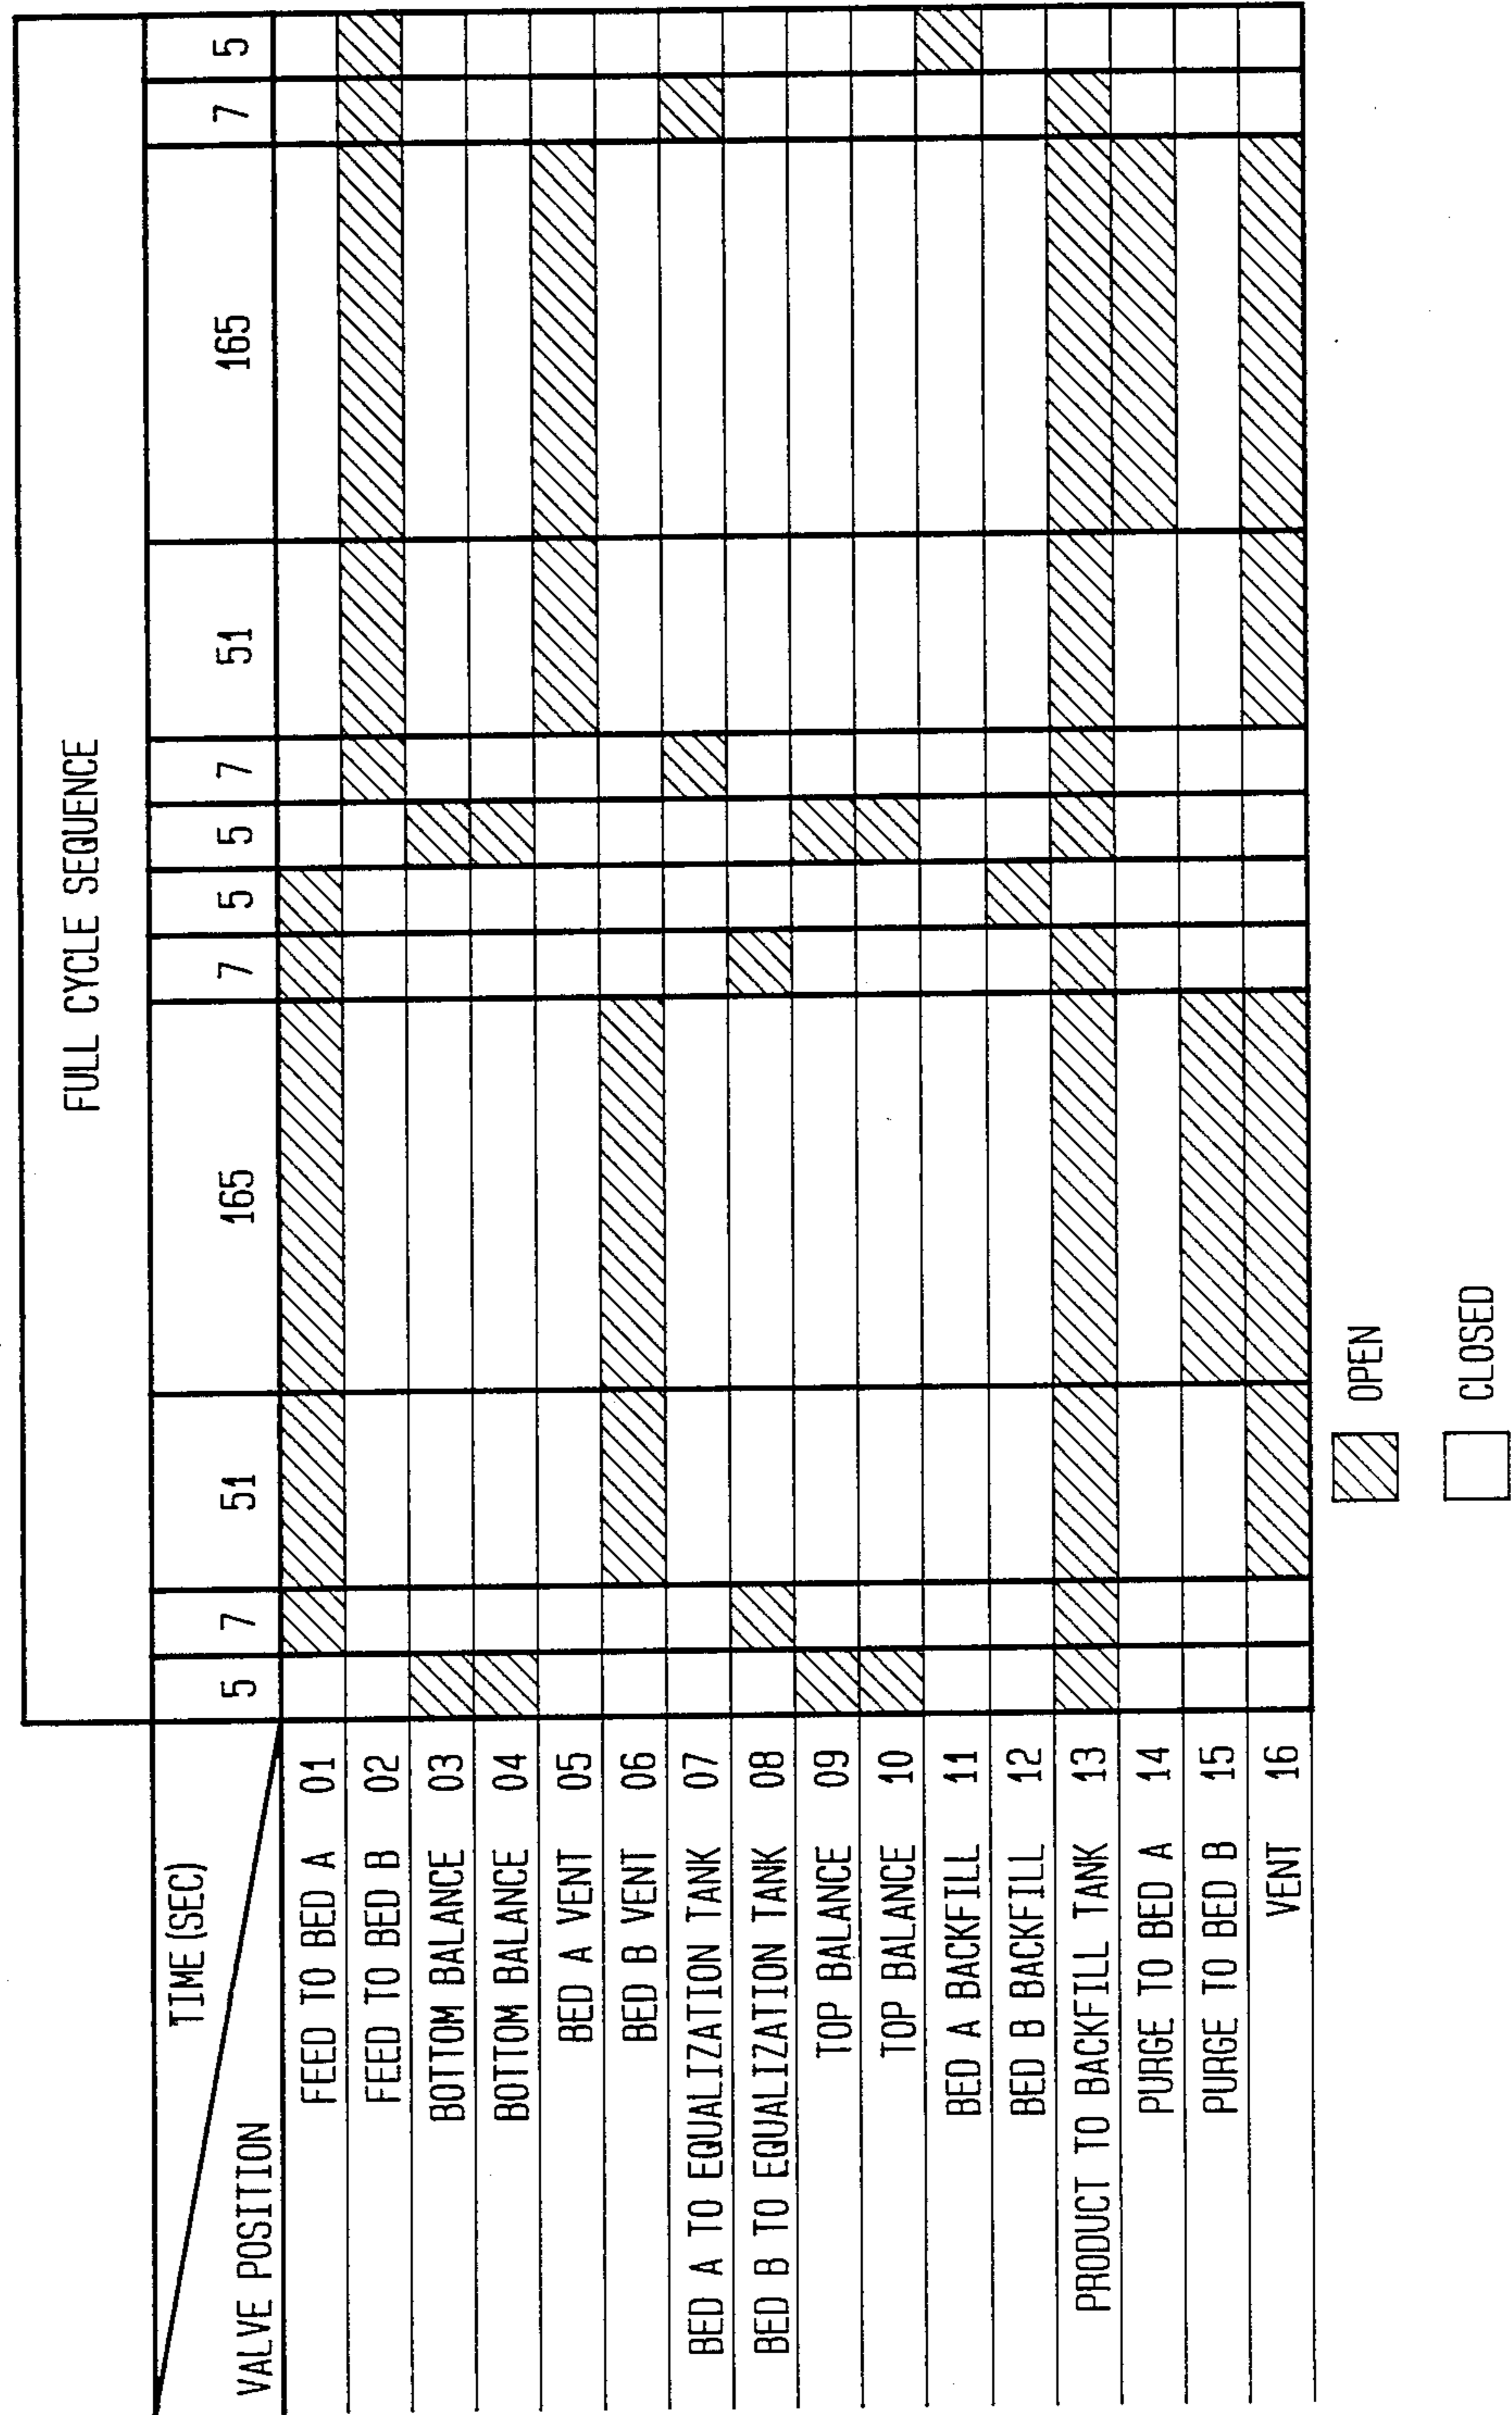 FULL CYCLE SEQUENCE
TIME (SEC) 5 7 51 165 7 5 5 7 51 165 7 5
VALVE POSITION
FEED TO BED A 01
FEED TO BED B 02
BOTTOM BALANCE 03
BOTTOM BALANCE 04
BED A VENT 05
BED B VENT 06
BED A TO EQUALIZATION TANK 07
BED B TO EQUALIZATION TANK 08
TOP BALANCE 09
TOP BALANCE 10
BED A BACKFILL 11
BED B BACKFILL 12
PRODUCT TO BACKFILL TANK 13
PURGE TO BED A 14
PURGE TO BED B 15
VENT 16
OPEN
CLOSED